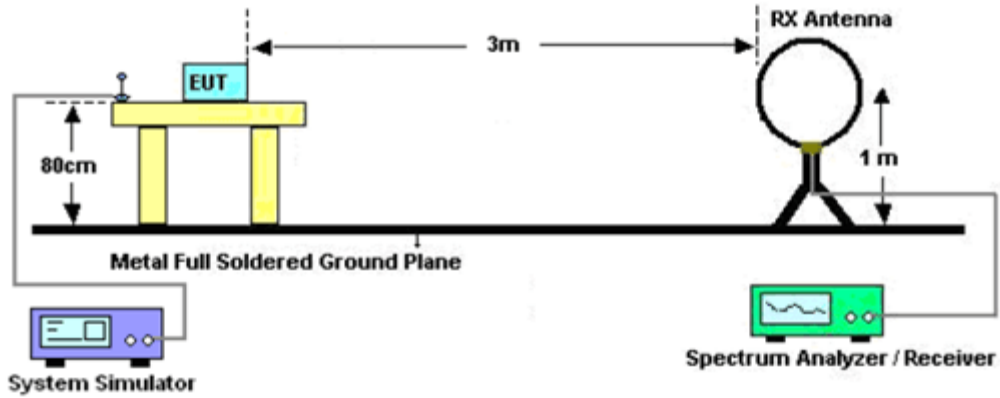 RX Antenna
3m
EUT
80cm
1 m
Metal Full Soldered Ground Plane
System Simulator
Spectrum Analyzer / Receiver